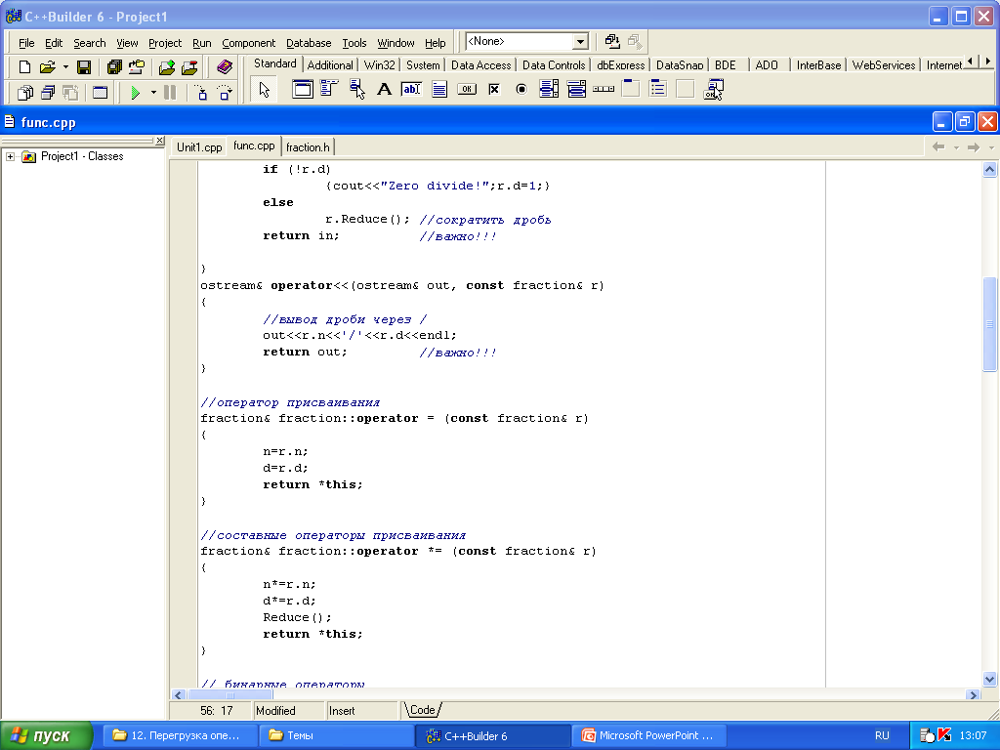 C++Builder 6 - Project1
File Edit Search View Project Run Component Database Tools Window Help <None>
Standard Additional Win32 System Data Access Data Controls dbExpress DataSnap BDE ADO InterBase WebServices Internet
func.cpp
Project1 - Classes
Unit1.cpp func.cpp fraction.h
if (!r.d)
{cout<<"Zero divide!";r.d=1;}
else
r.Reduce(); //сократить дробь
return in; //важно!!!
}
ostream& operator<<(ostream& out, const fraction& r)
{
//вывод дроби через /
out<<r.n<<'/'<<r.d<<endl;
return out; //важно!!!
}
//оператор присваивания
fraction& fraction::operator = (const fraction& r)
{
n=r.n;
d=r.d;
return *this;
}
//составные операторы присваивания
fraction& fraction::operator *= (const fraction& r)
{
n*=r.n;
d*=r.d;
Reduce();
return *this;
}
// бинарные операторы
56: 17 Modified Insert Code
пуск 12. Перегрузка опе... Темы C++Builder 6 Microsoft PowerPoint ... RU 13:07